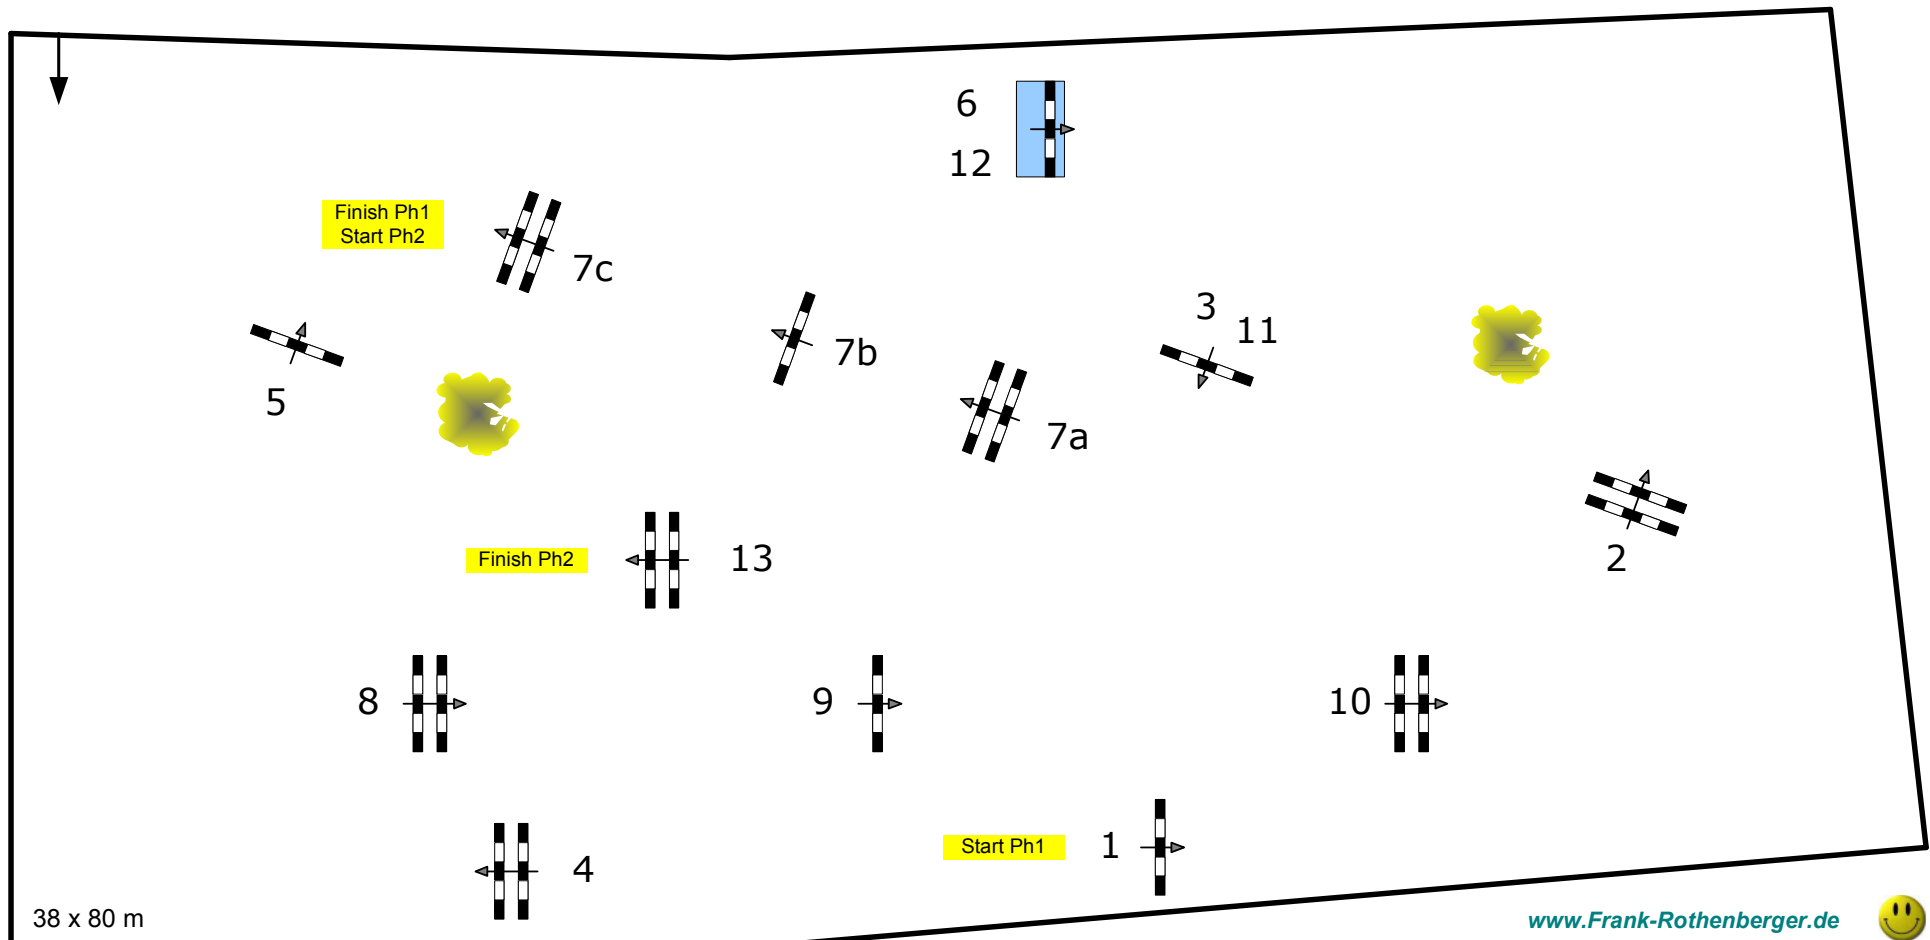 6
12
Finish Ph1
Start Ph2
7c
3
11
7b
5
7a
Finish Ph2
13
2
8
9
10
Start Ph1
1
4
38 x 80 m
www.Frank-Rothenberger.de